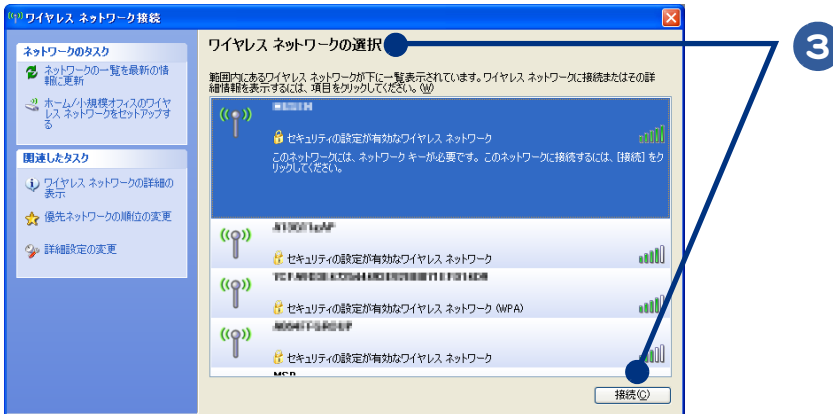 ワイヤレス ネットワーク接続
ネットワークのタスク
ネットワークの一覧を最新の情
報に更新
ホーム/小規模オフィスのワイヤ
レス ネットワークをセットアップす
る
関連したタスク
ワイヤレス ネットワークの詳細の
表示
優先ネットワークの順位の変更
詳細設定の変更
ワイヤレス ネットワークの選択
範囲内にあるワイヤレス ネットワークが下に一覧表示されています。ワイヤレス ネットワークに接続またはその詳
細情報を表示するには、項目をクリックしてください。(W)
セキュリティの設定が有効なワイヤレス ネットワーク
このネットワークには、ネットワーク キーが必要です。このネットワークに接続するには、[接続] をク
リックしてください。
セキュリティの設定が有効なワイヤレス ネットワーク
セキュリティの設定が有効なワイヤレス ネットワーク (WPA)
セキュリティの設定が有効なワイヤレス ネットワーク
接続(C)
3